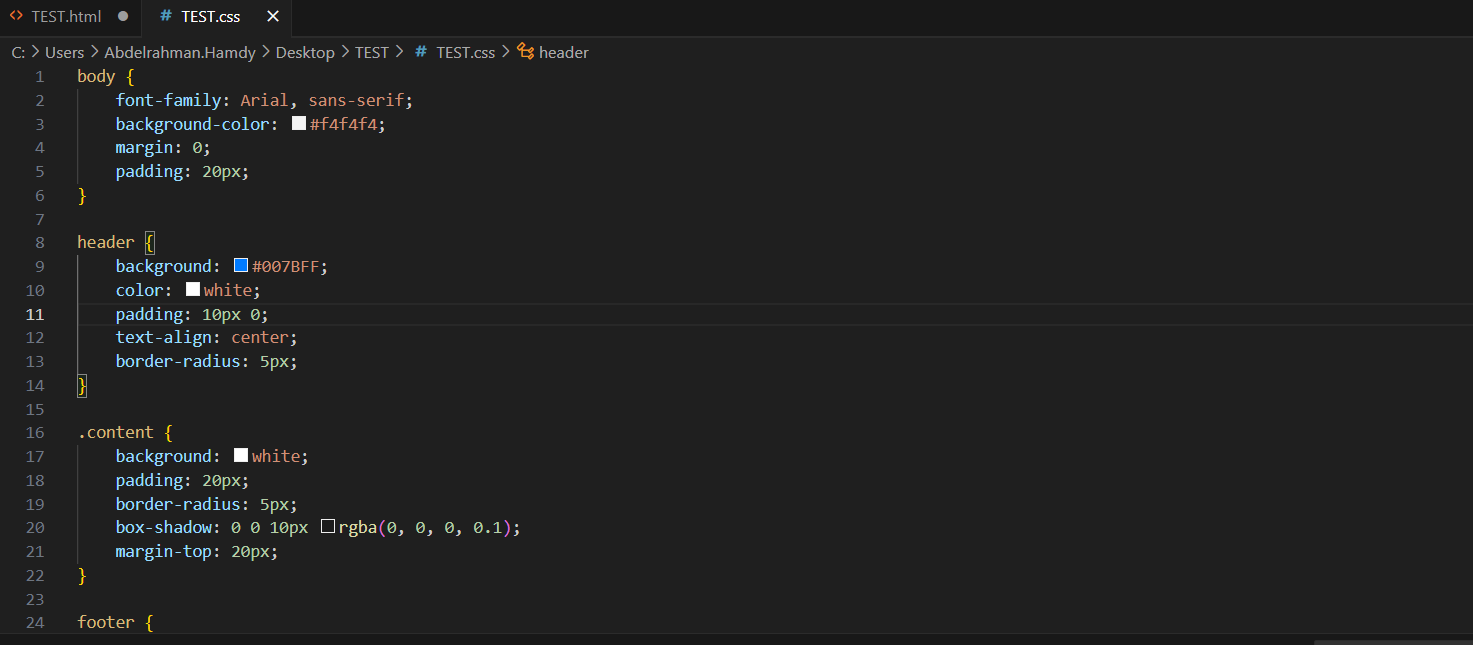 TEST.html TEST.css
C: > Users > Abdelrahman.Hamdy > Desktop > TEST > # TEST.css > header
1 body {
2     font-family: Arial, sans-serif;
3     background-color: #f4f4f4;
4     margin: 0;
5     padding: 20px;
6 }
7
8 header {
9     background: #007BFF;
10     color: white;
11     padding: 10px 0;
12     text-align: center;
13     border-radius: 5px;
14 }
15
16 .content {
17     background: white;
18     padding: 20px;
19     border-radius: 5px;
20     box-shadow: 0 0 10px rgba(0, 0, 0, 0.1);
21     margin-top: 20px;
22 }
23
24 footer {